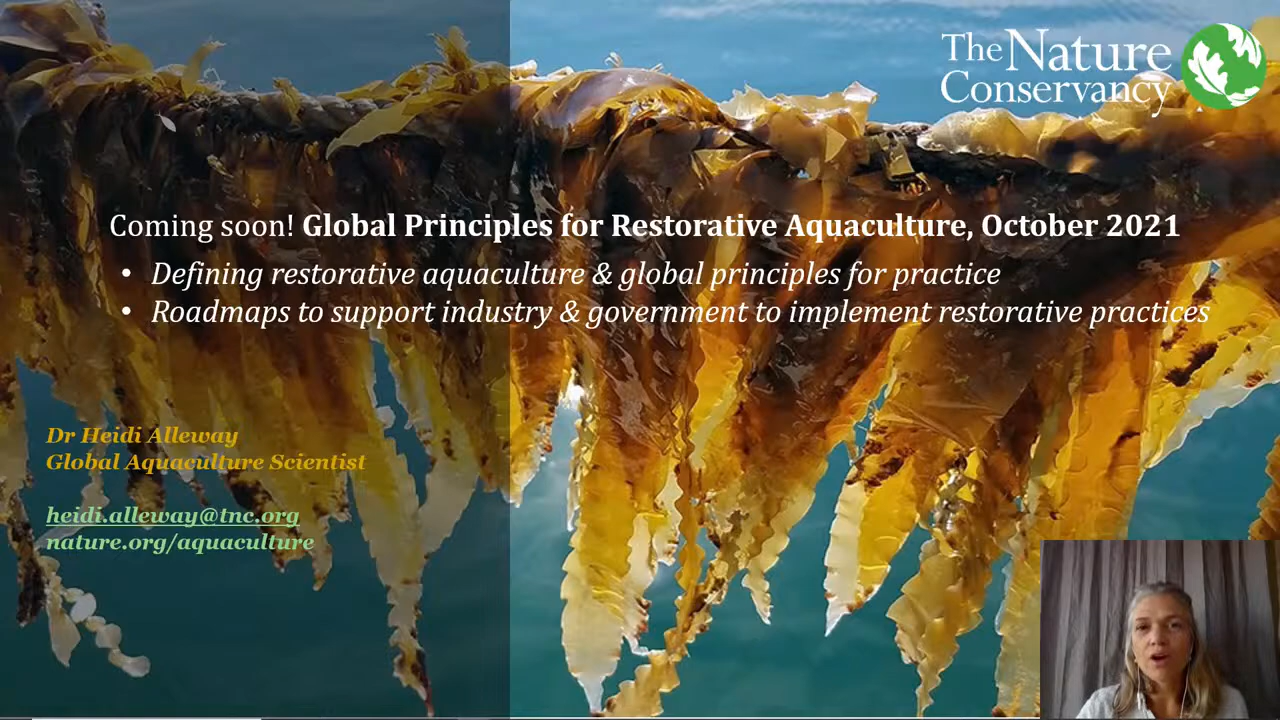 The Nature
Conservancy
Coming soon! Global Principles for Restorative Aquaculture, October 2021
• Defining restorative aquaculture & global principles for practice
• Roadmaps to support industry & government to implement restorative practices
Dr Heidi Alleway
Global Aquaculture Scientist
heidi.alleway@tnc.org
nature.org/aquaculture